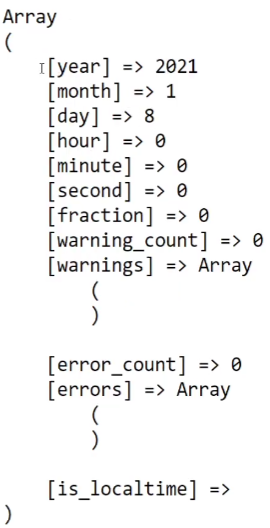 Array
(
    [year] => 2021
    [month] => 1
    [day] => 8
    [hour] => 0
    [minute] => 0
    [second] => 0
    [fraction] => 0
    [warning_count] => 0
    [warnings] => Array
        (
        )

    [error_count] => 0
    [errors] => Array
        (
        )

    [is_localtime] =>
)